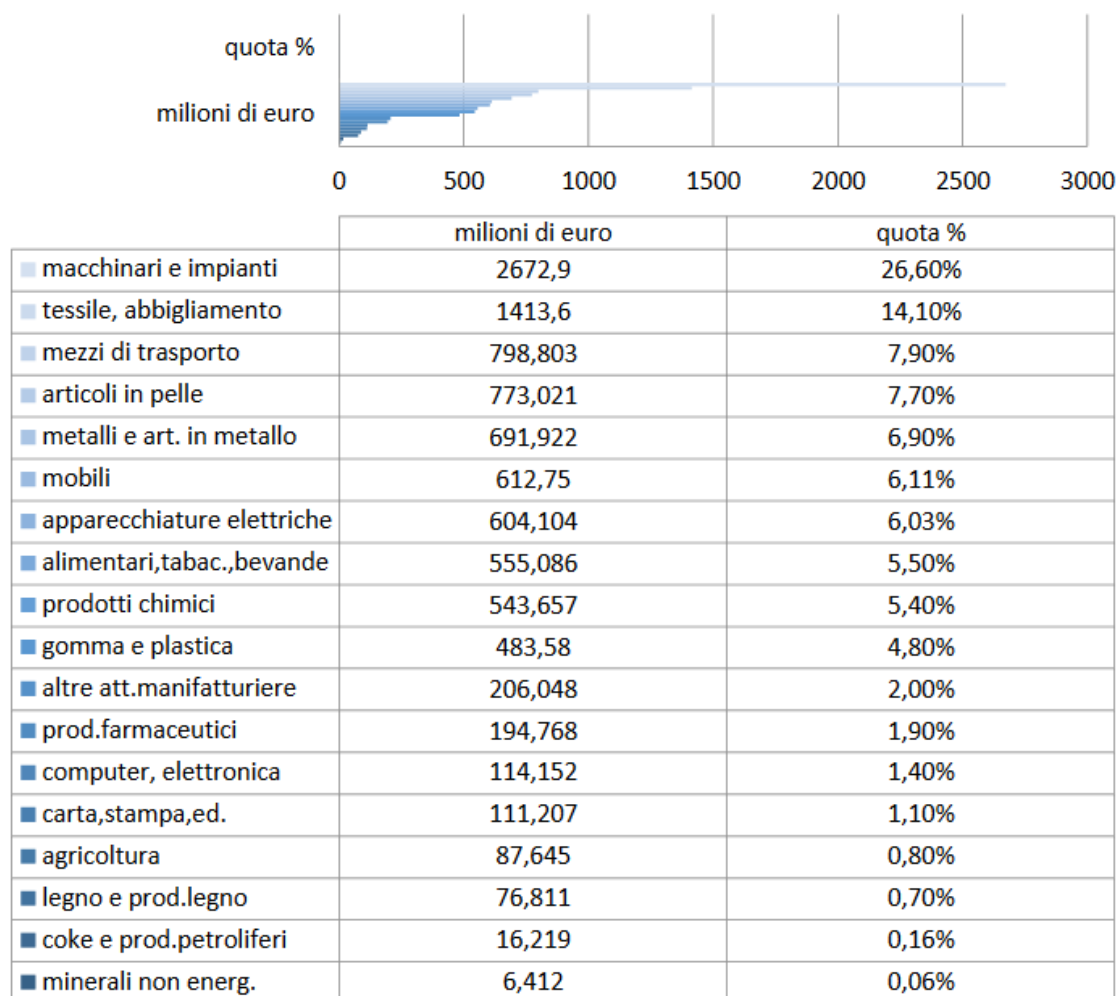 quota %
milioni di euro
0 500 1000 1500 2000 2500 3000
milioni di euro quota %
macchinari e impianti 2672,9 26,60%
tessile, abbigliamento 1413,6 14,10%
mezzi di trasporto 798,803 7,90%
articoli in pelle 773,021 7,70%
metalli e art. in metallo 691,922 6,90%
mobili 612,75 6,11%
apparecchiature elettriche 604,104 6,03%
alimentari,tabac.,bevande 555,086 5,50%
prodotti chimici 543,657 5,40%
gomma e plastica 483,58 4,80%
altre att.manifatturiere 206,048 2,00%
prod.farmaceutici 194,768 1,90%
computer, elettronica 114,152 1,40%
carta,stampa,ed. 111,207 1,10%
agricoltura 87,645 0,80%
legno e prod.legno 76,811 0,70%
coke e prod.petroliferi 16,219 0,16%
minerali non energ. 6,412 0,06%